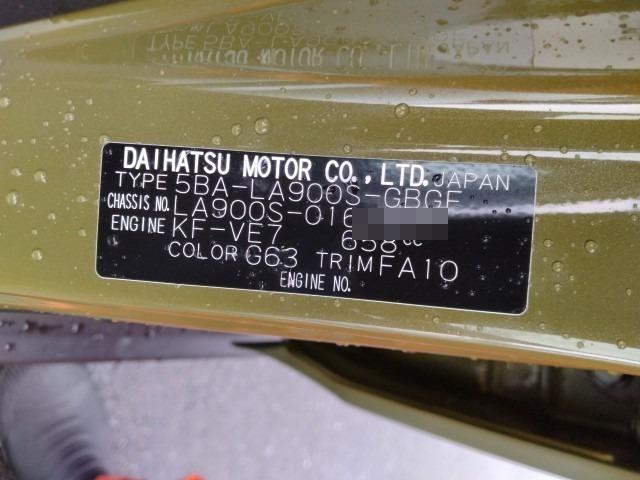 DAIHATSU MOTOR CO.,LTD. JAPAN
TYPE 5BA-LA900S-GBGF
CHASSIS NO. LA900S-016
ENGINE KF-VE7 658cc
COLOR G63 TRIM FA10
ENGINE NO.